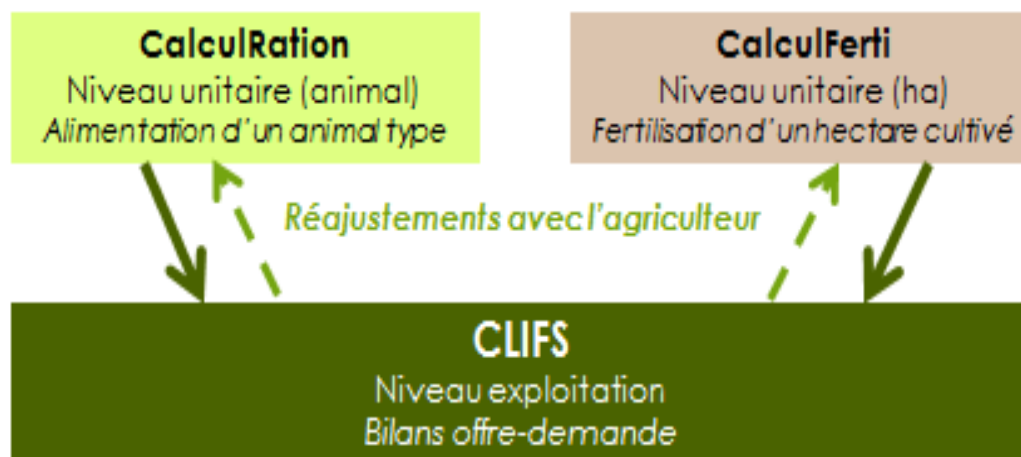 CalculRation
Niveau unitaire (animal)
Alimentation d'un animal type
CalculFerti
Niveau unitaire (ha)
Fertilisation d'un hectare cultivé
Réajustements avec l'agriculteur
CLIFS
Niveau exploitation
Bilans offre-demande